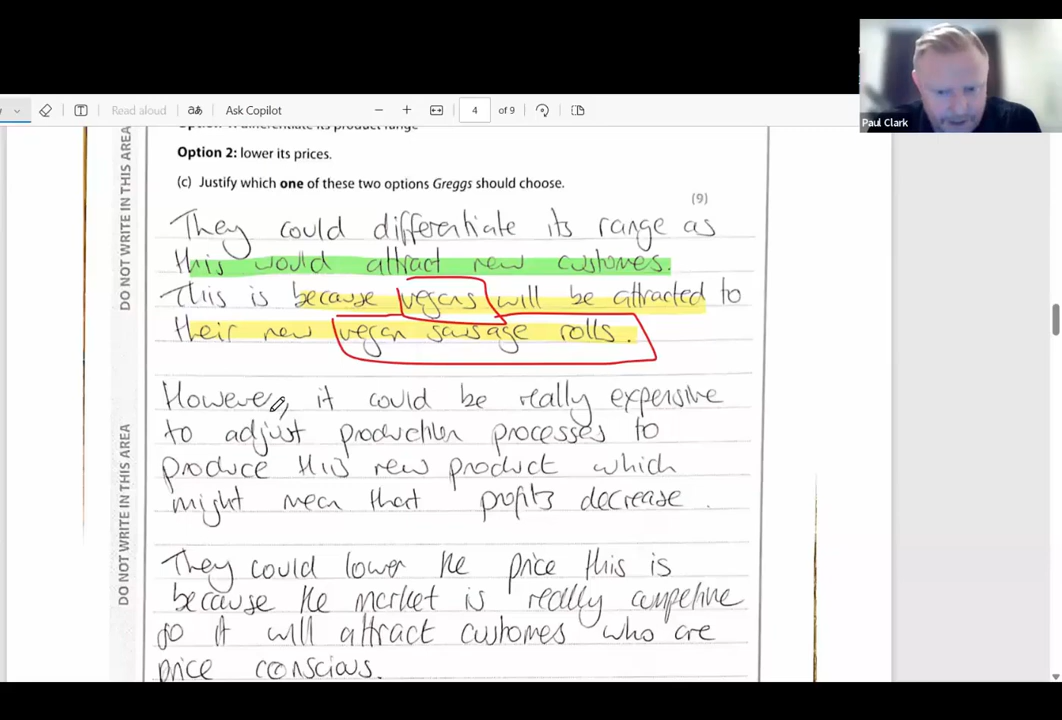 Read aloud
aあ
Ask Copilot
4
of 9
Paul Clark
Option 2: lower its prices.
(c) Justify which one of these two options Greggs should choose.
(9)
DO NOT WRITE IN THIS AREA
They could differentiate its range as
this would attract new customes.
This is because vegans will be attracted to
their new vegan sausage rolls.
However, it could be really expensive
to adjust production processes to
produce this new product which
might mean that profits decrease.
DO NOT WRITE IN THIS AREA
They could lower the price this is
because the market is really competitive
so it will attract customes who are
price conscious.